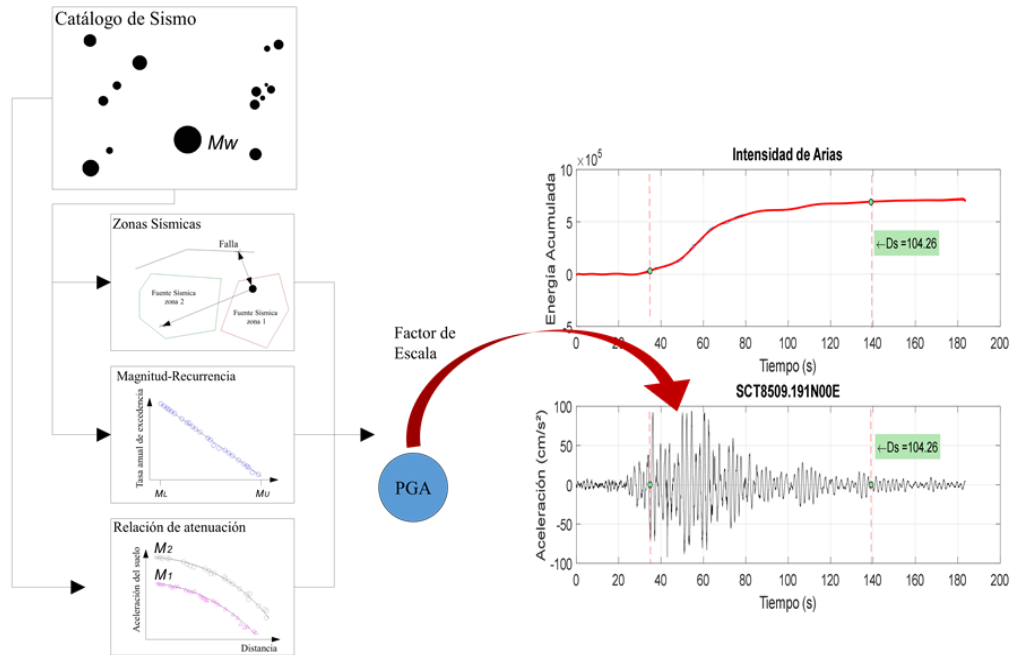 Catálogo de Sismo
Mw
Zonas Sísmicas
Falla
Fuente Sísmica
zona 2
Fuente Sísmica
zona 1
Magnitud-Recurrencia
Tasa anual de excedencia
ML
MU
Relación de atenuación
M2
M1
Aceleración del suelo
Distancia
Factor de
Escala
PGA
×10^5
Intensidad de Arias
Energía Acumulada
10
5
0
-5
←Ds =104.26
0 20 40 60 80 100 120 140 160 180 200
Tiempo (s)
SCT8509.191N00E
Aceleración (cm/s²)
100
50
0
-50
-100
←Ds =104.26
0 20 40 60 80 100 120 140 160 180 200
Tiempo (s)